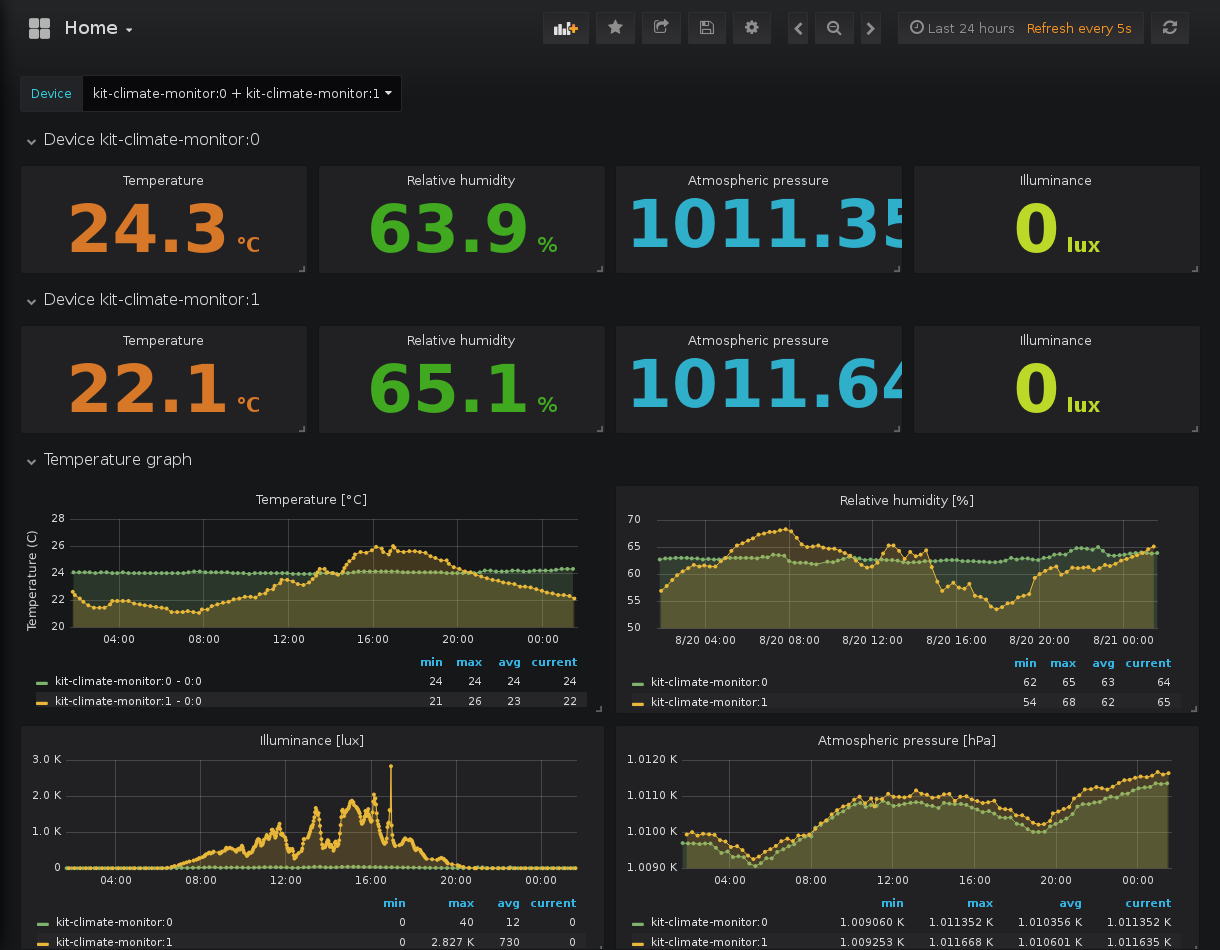 Home
Last 24 hours Refresh every 5s
Device kit-climate-monitor:0 + kit-climate-monitor:1
Device kit-climate-monitor:0
Temperature Relative humidity Atmospheric pressure Illuminance
24.3 °C 63.9 % 1011.35 0 lux
Device kit-climate-monitor:1
Temperature Relative humidity Atmospheric pressure Illuminance
22.1 °C 65.1 % 1011.64 0 lux
Temperature graph
Temperature [°C]
Temperature (C)
28
26
24
22
20
04:00 08:00 12:00 16:00 20:00 00:00
min max avg current
kit-climate-monitor:0 - 0:0 24 24 24 24
kit-climate-monitor:1 - 0:0 21 26 23 22
Relative humidity [%]
70
65
60
55
50
8/20 04:00 8/20 08:00 8/20 12:00 8/20 16:00 8/20 20:00 8/21 00:00
min max avg current
kit-climate-monitor:0 62 65 63 64
kit-climate-monitor:1 54 68 62 65
Illuminance [lux]
3.0 K
2.0 K
1.0 K
0
04:00 08:00 12:00 16:00 20:00 00:00
min max avg current
kit-climate-monitor:0 0 40 12 0
kit-climate-monitor:1 0 2.827 K 730 0
Atmospheric pressure [hPa]
1.0120 K
1.0110 K
1.0100 K
1.0090 K
04:00 08:00 12:00 16:00 20:00 00:00
min max avg current
kit-climate-monitor:0 1.009060 K 1.011352 K 1.010356 K 1.011352 K
kit-climate-monitor:1 1.009253 K 1.011668 K 1.010601 K 1.011635 K